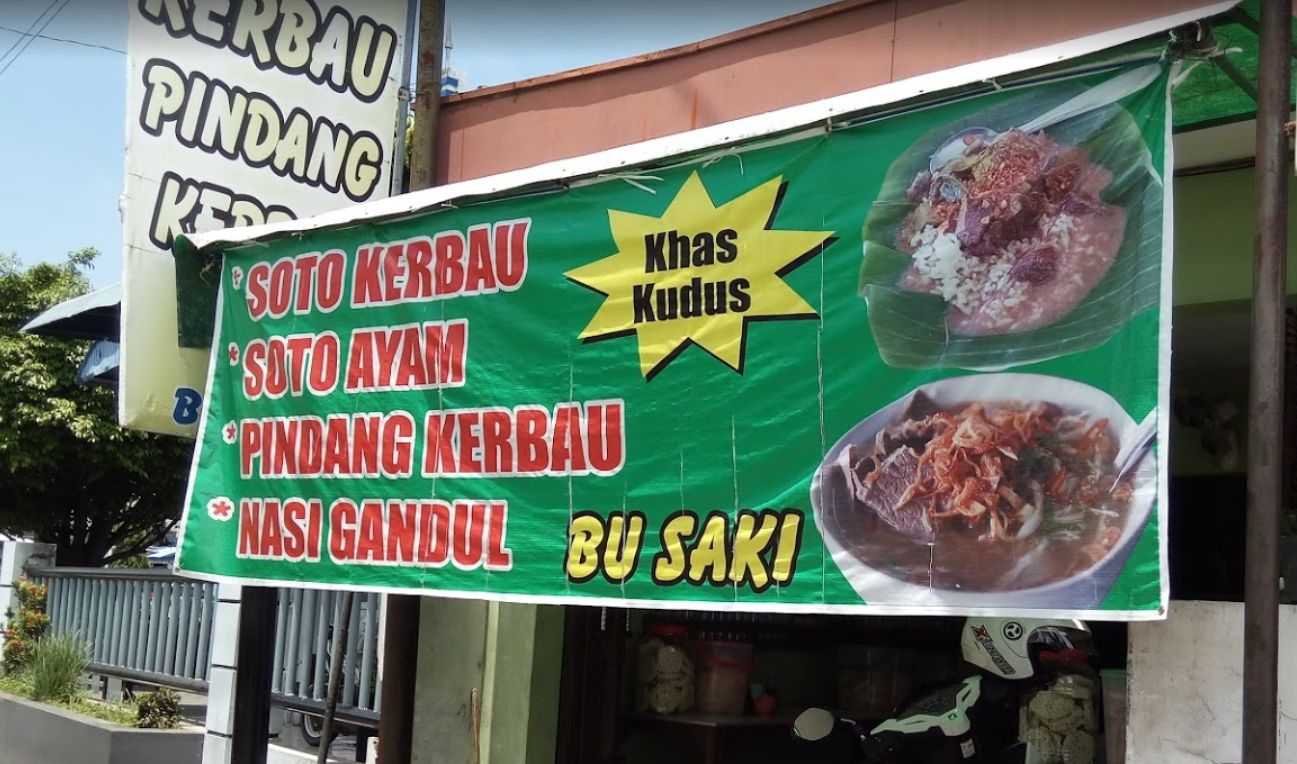 KERBAU
PINDANG
* SOTO KERBAU
* SOTO AYAM
* PINDANG KERBAU
* NASI GANDUL
Khas
Kudus
BU SAKI